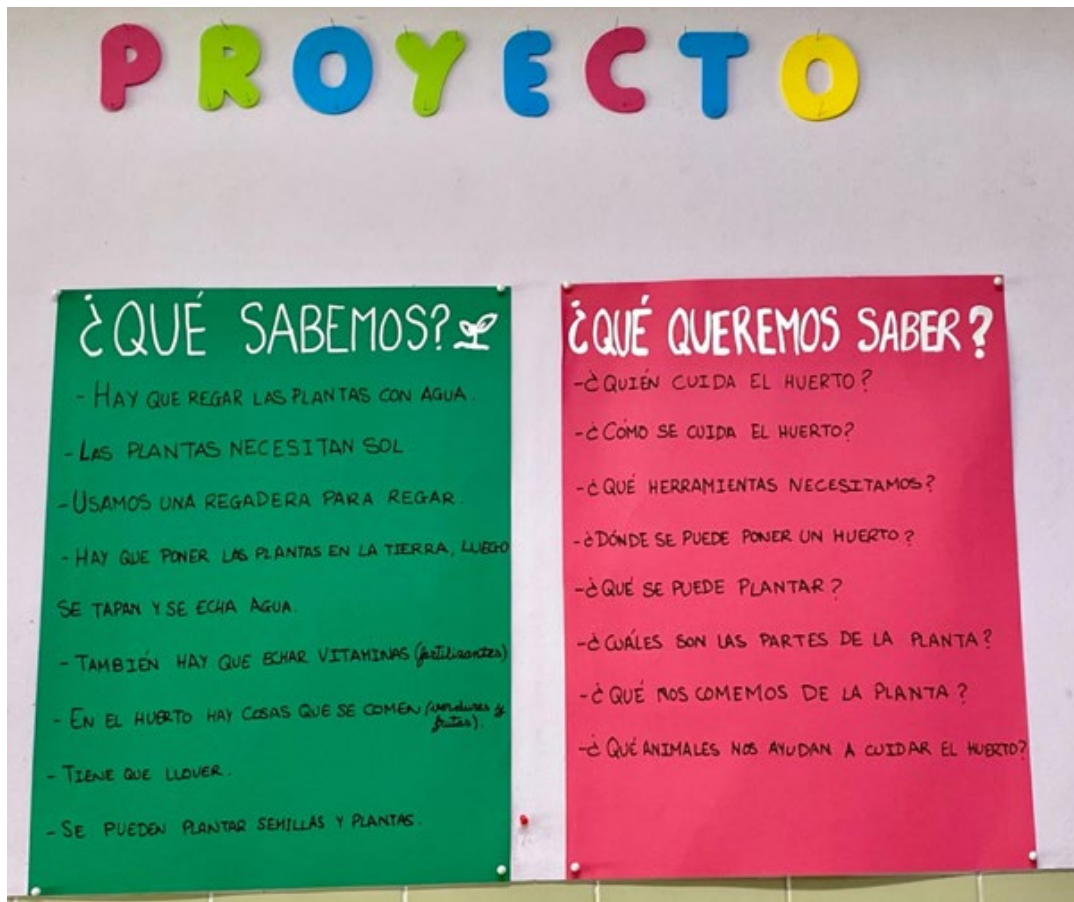 PROYECTO
¿QUÉ SABEMOS?
- HAY QUE REGAR LAS PLANTAS CON AGUA.
- LAS PLANTAS NECESITAN SOL
- USAMOS UNA REGADERA PARA REGAR.
- HAY QUE PONER LAS PLANTAS EN LA TIERRA, LUEGO
SE TAPAN Y SE ECHA AGUA.
- TAMBIÉN HAY QUE ECHAR VITAMINAS (fertilizantes)
- EN EL HUERTO HAY COSAS QUE SE COMEN (verduras y
frutas).
- TIENE QUE LLOVER.
- SE PUEDEN PLANTAR SEMILLAS Y PLANTAS.
¿QUÉ QUEREMOS SABER?
- ¿QUIÉN CUIDA EL HUERTO?
- ¿CÓMO SE CUIDA EL HUERTO?
- ¿QUÉ HERRAMIENTAS NECESITAMOS?
- ¿DÓNDE SE PUEDE PONER UN HUERTO?
- ¿QUÉ SE PUEDE PLANTAR?
- ¿CUÁLES SON LAS PARTES DE LA PLANTA?
- ¿QUÉ NOS COMEMOS DE LA PLANTA?
- ¿QUÉ ANIMALES NOS AYUDAN A CUIDAR EL HUERTO?